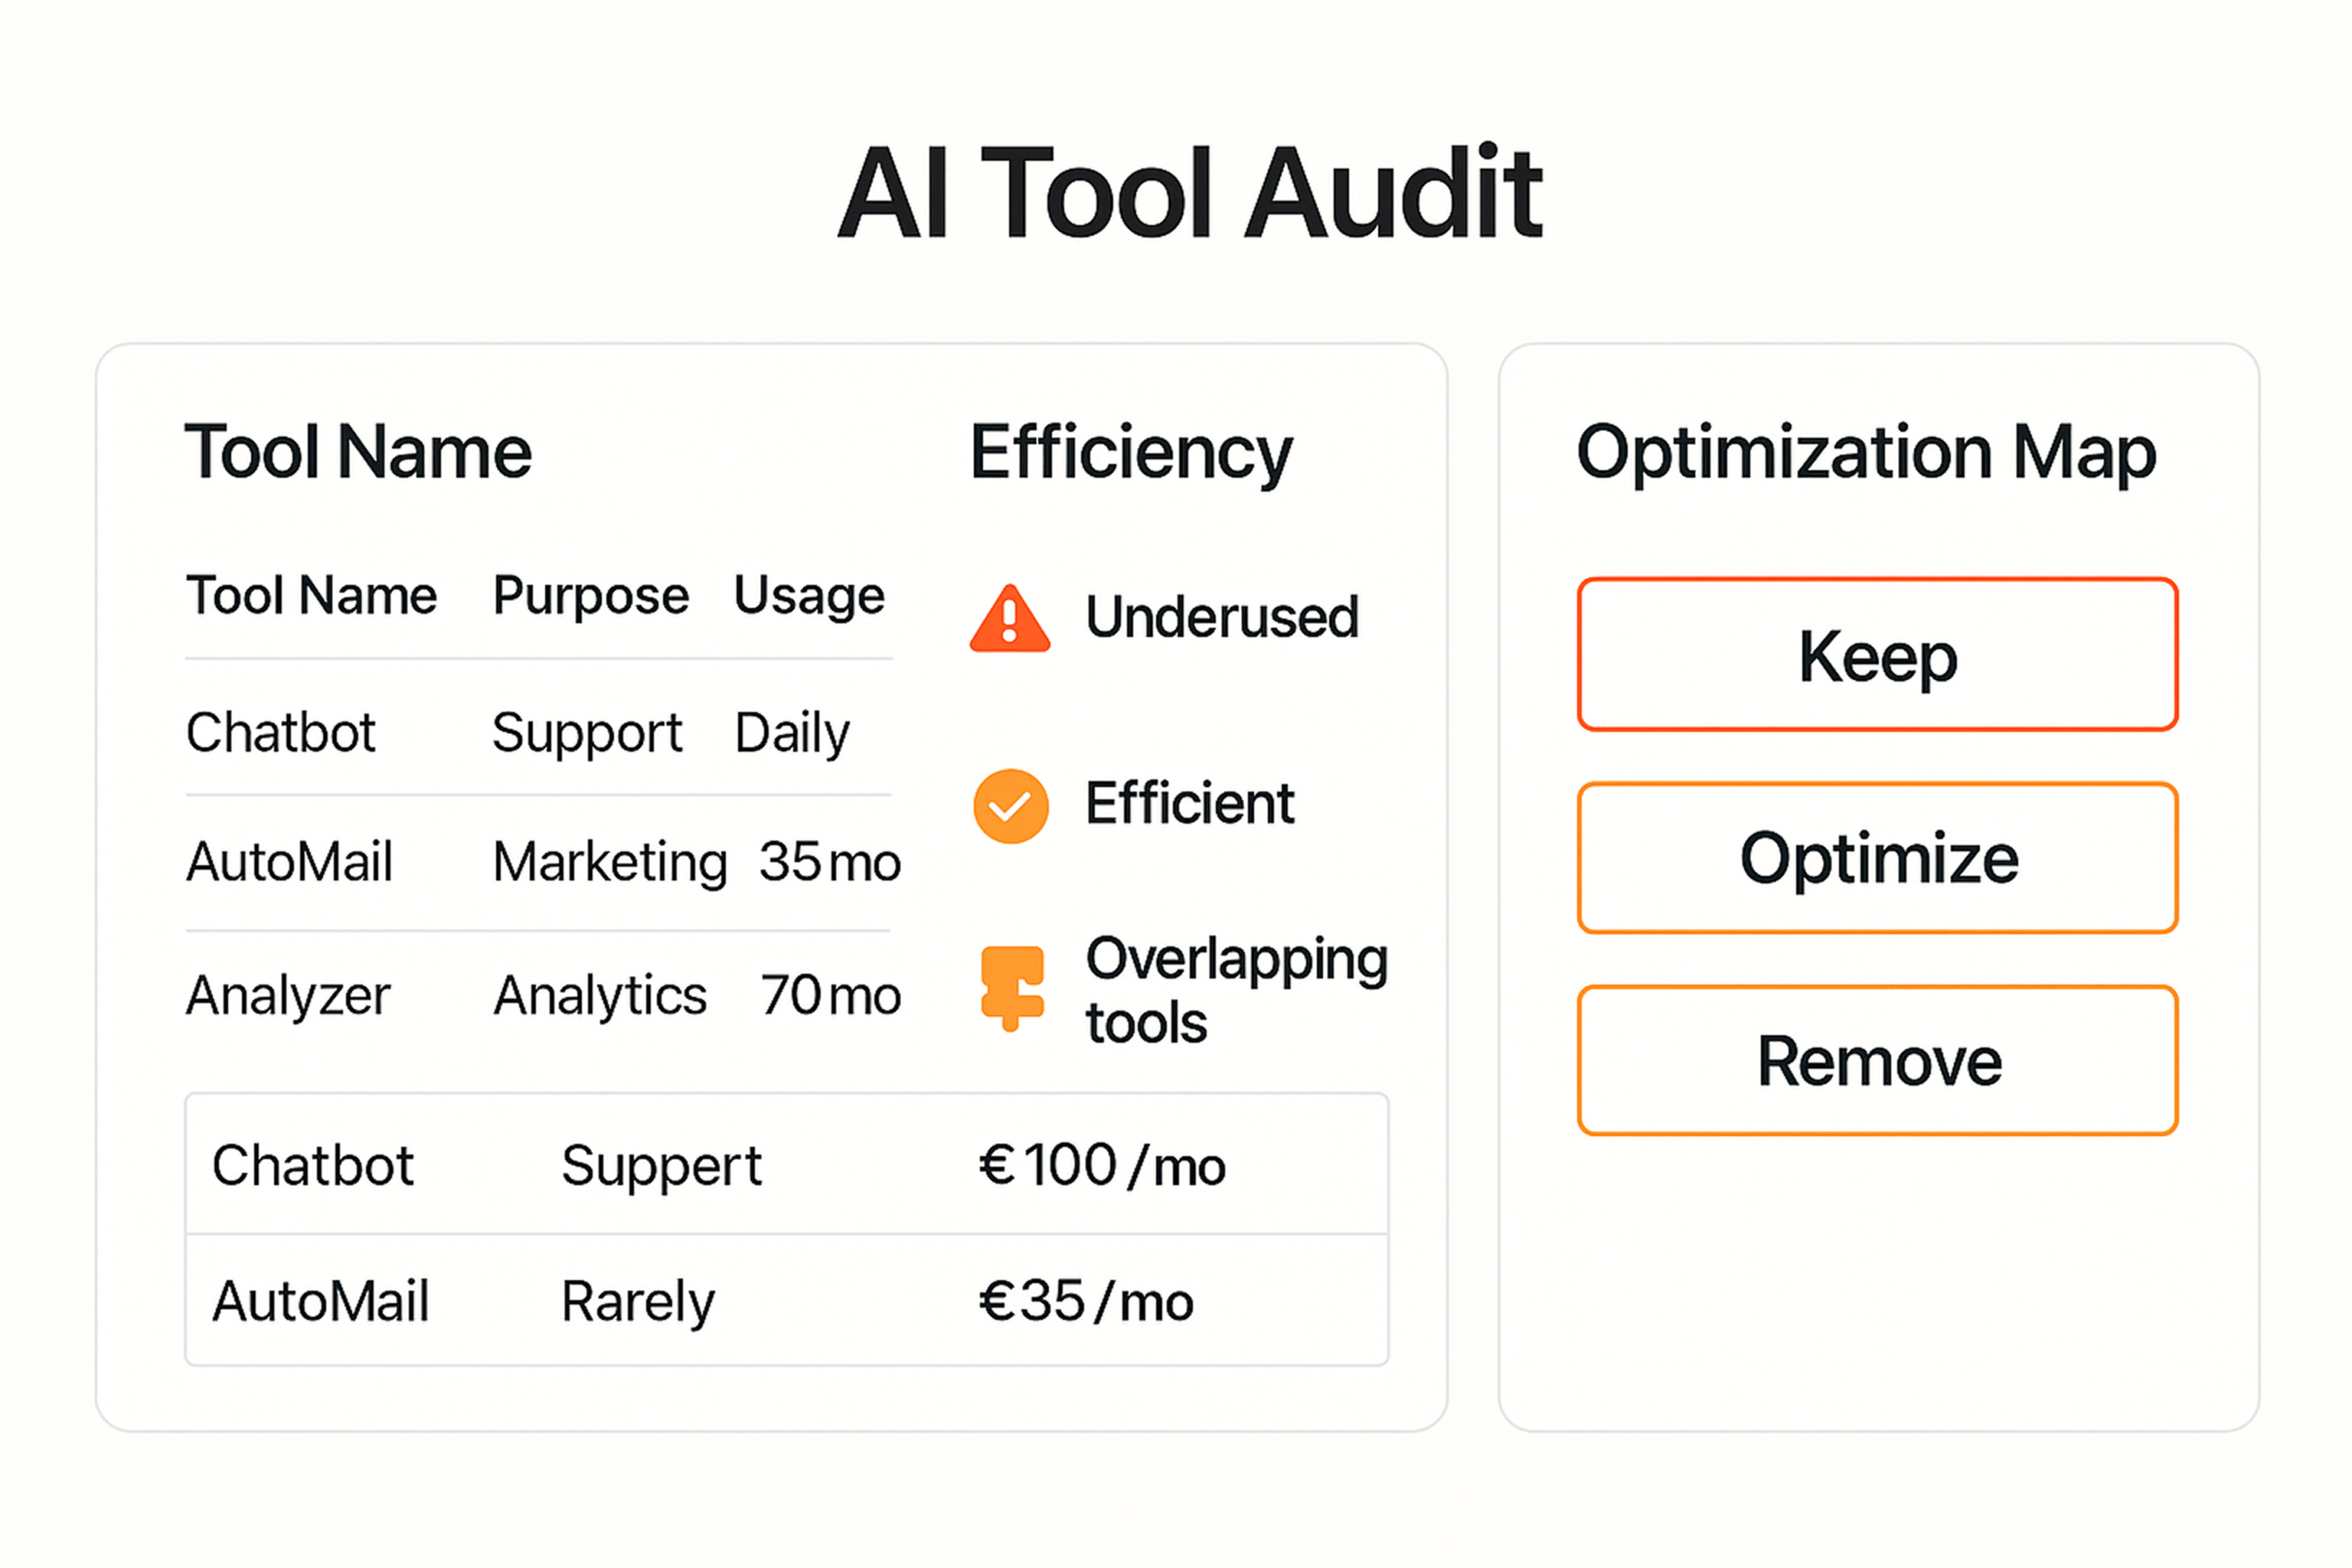 AI Tool Audit
Tool Name
Tool Name Purpose Usage
Chatbot Support Daily
AutoMail Marketing 35 mo
Analyzer Analytics 70 mo
Efficiency
Underused
Efficient
Overlapping
tools
Chatbot Suppert €100/mo
AutoMail Rarely €35/mo
Optimization Map
Keep
Optimize
Remove